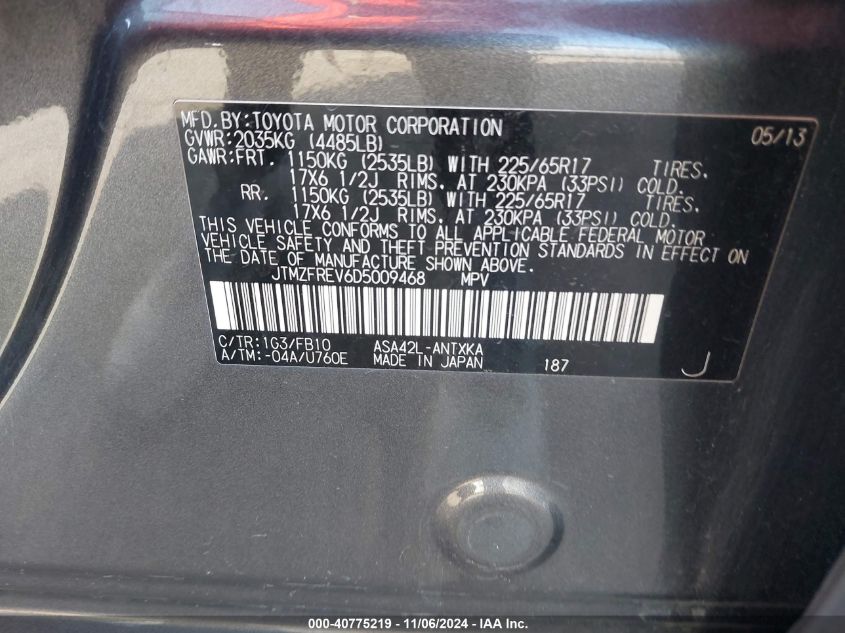 MFD.BY:TOYOTA MOTOR CORPORATION 05/13
GVWR:2035KG (4485LB)
GAWR:FRT. 1150KG (2535LB) WITH 225/65R17 TIRES.
17X6 1/2J RIMS. AT 230KPA (33PSI) COLD.
RR. 1150KG (2535LB) WITH 225/65R17 TIRES.
17X6 1/2J RIMS. AT 230KPA (33PSI) COLD.
THIS VEHICLE CONFORMS TO ALL APPLICABLE FEDERAL MOTOR
VEHICLE SAFETY AND THEFT PREVENTION STANDARDS IN EFFECT ON
THE DATE OF MANUFACTURE SHOWN ABOVE.
JTMZFREV6D5009468 MPV
C/TR:1G3/FB10 ASA42L-ANTXKA
A/TM:-04A/U760E MADE IN JAPAN 187 J
000-40775219 - 11/06/2024 - IAA Inc.